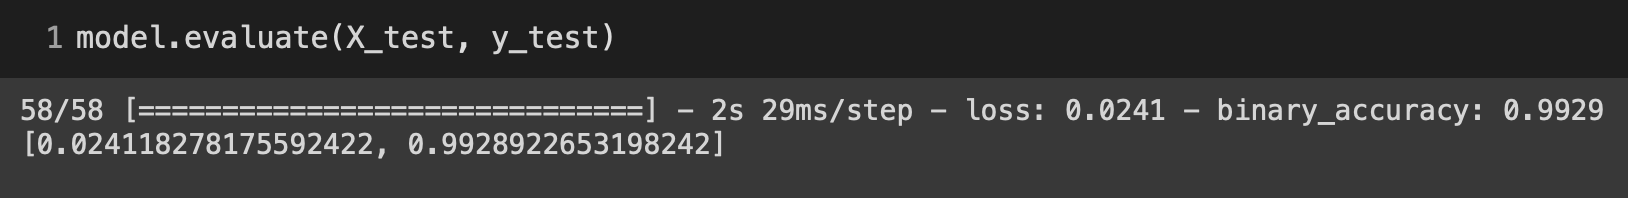 1 model.evaluate(X_test, y_test)
58/58 [==============================] - 2s 29ms/step - loss: 0.0241 - binary_accuracy: 0.9929
[0.024118278175592422, 0.9928922653198242]